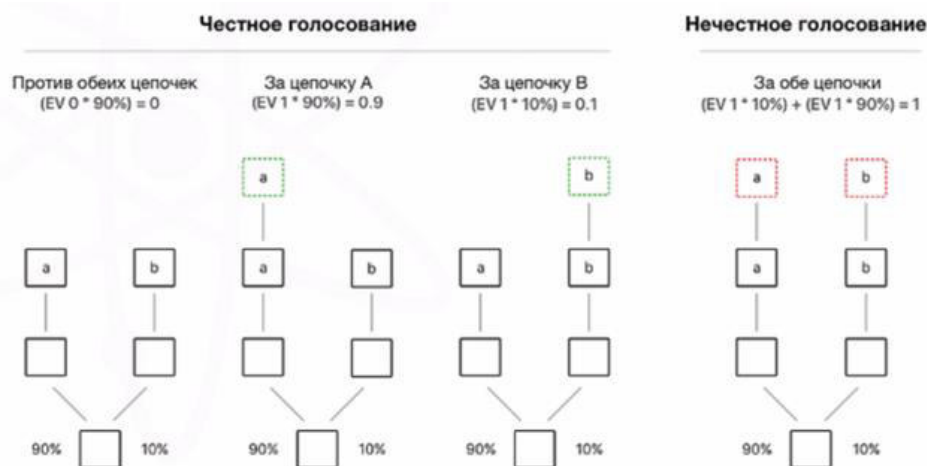 Честное голосование
Нечестное голосование
Против обеих цепочек
(EV 0 * 90%) = 0
За цепочку А
(EV 1 * 90%) = 0.9
За цепочку В
(EV 1 * 10%) = 0.1
За обе цепочки
(EV 1 * 10%) + (EV 1 * 90%) = 1
a
b
a
b
a b
a b
a b
a b
90% 10%
90% 10%
90% 10%
90% 10%